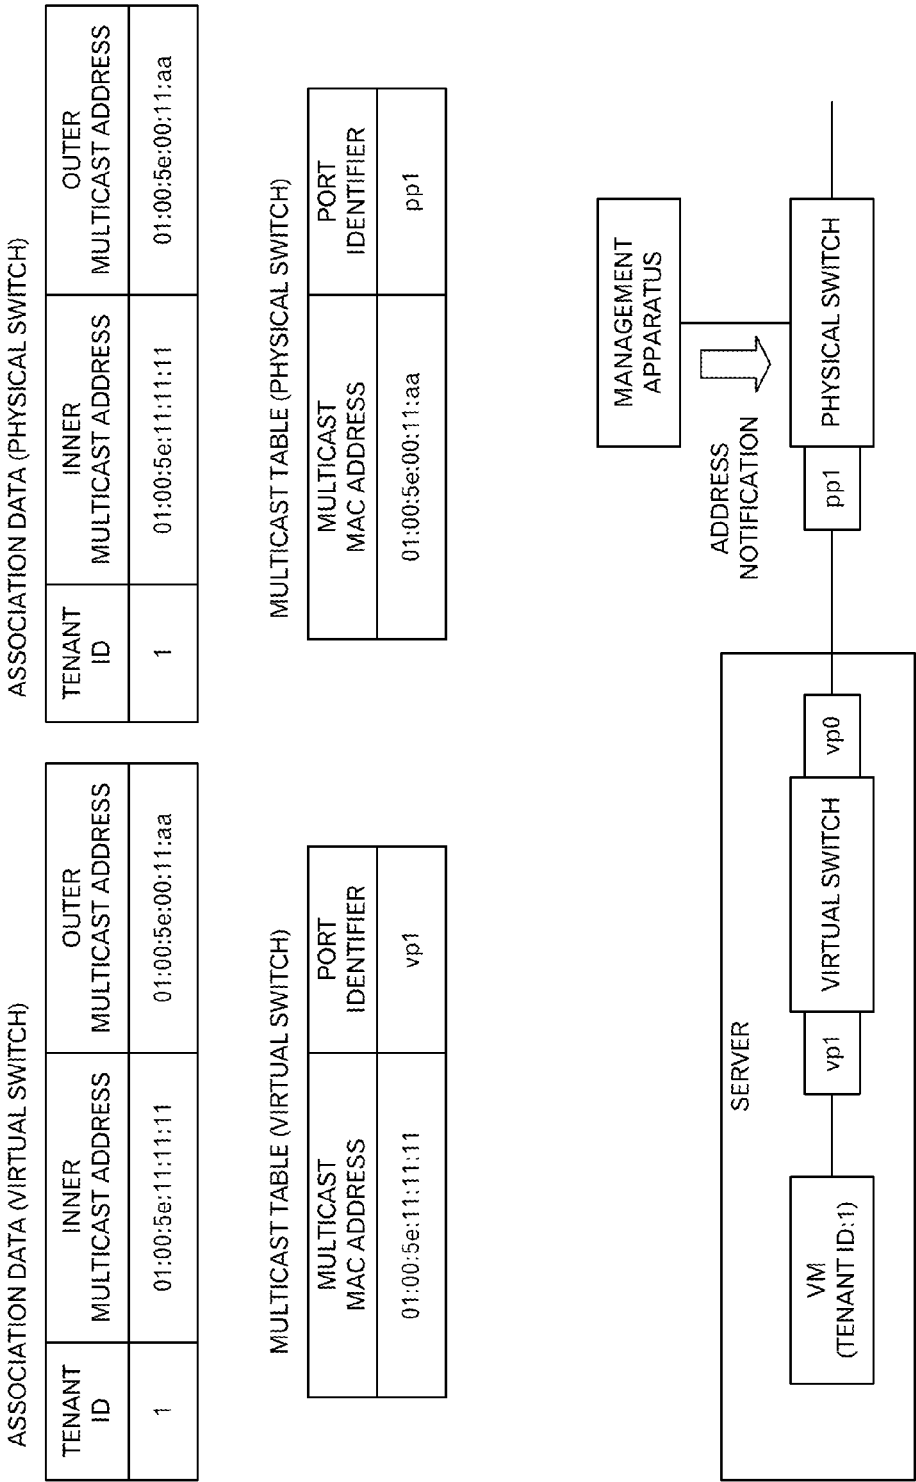 ASSOCIATION DATA (VIRTUAL SWITCH)
TENANT
ID
INNER
MULTICAST ADDRESS
OUTER
MULTICAST ADDRESS
1
01:00:5e:11:11:11
01:00:5e:00:11:aa
ASSOCIATION DATA (PHYSICAL SWITCH)
TENANT
ID
INNER
MULTICAST ADDRESS
OUTER
MULTICAST ADDRESS
1
01:00:5e:11:11:11
01:00:5e:00:11:aa
MULTICAST TABLE (VIRTUAL SWITCH)
MULTICAST
MAC ADDRESS
PORT
IDENTIFIER
01:00:5e:11:11:11
vp1
MULTICAST TABLE (PHYSICAL SWITCH)
MULTICAST
MAC ADDRESS
PORT
IDENTIFIER
01:00:5e:00:11:aa
pp1
SERVER
VM
(TENANT ID:1)
vp1
VIRTUAL SWITCH
vp0
ADDRESS
NOTIFICATION
MANAGEMENT
APPARATUS
pp1
PHYSICAL SWITCH